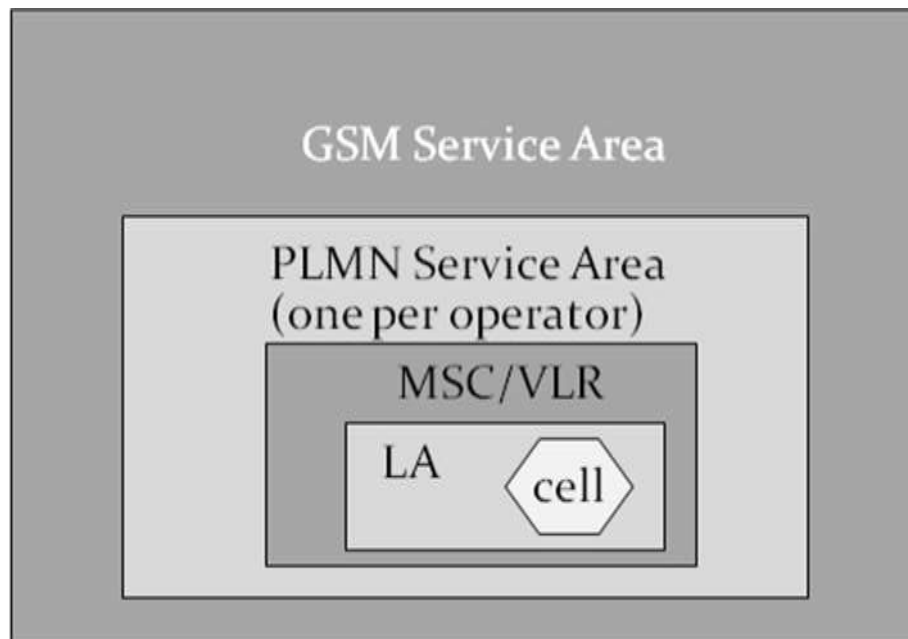 GSM Service Area
PLMN Service Area
(one per operator)
MSC/VLR
LA
cell